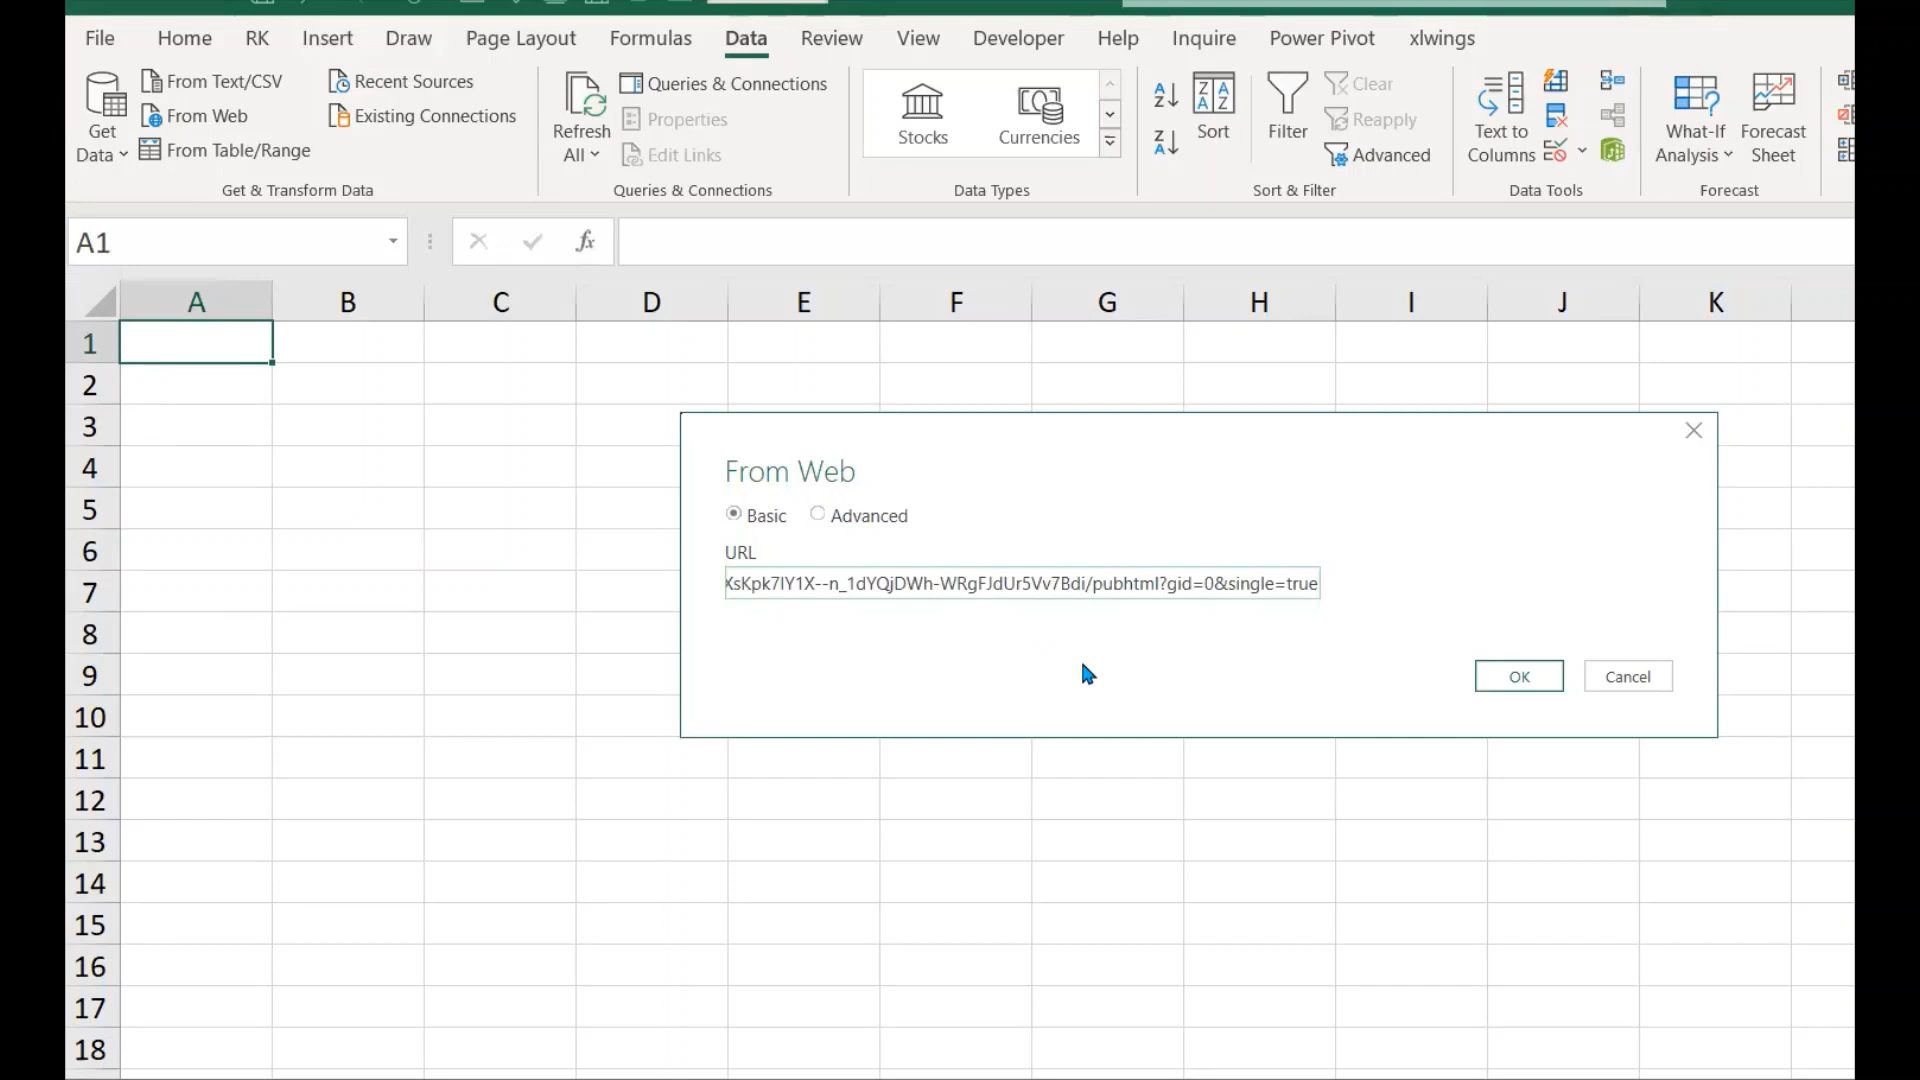 File Home RK Insert Draw Page Layout Formulas Data Review View Developer Help Inquire Power Pivot xlwings
Get
Data
From Text/CSV
From Web
From Table/Range
Recent Sources
Existing Connections
Get & Transform Data
Refresh
All
Queries & Connections
Properties
Edit Links
Queries & Connections
Stocks
Currencies
Data Types
Sort
Filter
Clear
Reapply
Advanced
Sort & Filter
Text to
Columns
Data Tools
What-If
Analysis
Forecast
Sheet
Forecast
A1
fx
A B C D E F G H I J K
1
2
3
4
5
6
7
8
9
10
11
12
13
14
15
16
17
18
From Web
Basic Advanced
URL
XsKpk7lY1X--n_1dYQjDWh-WRgFJdUr5Vv7Bdi/pubhtml?gid=0&single=true
OK Cancel